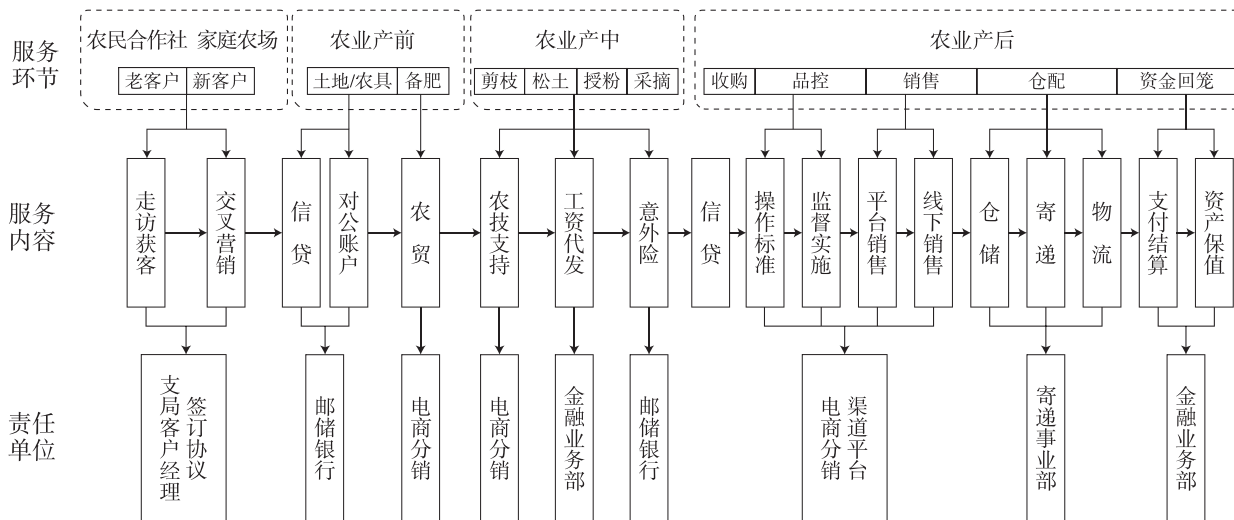 服务
环节
农民合作社 家庭农场
老客户 新客户
农业产前
土地/农具 备肥
农业产中
剪枝 松土 授粉 采摘
农业产后
收购 品控 销售 仓配 资金回笼
服务
内容
走访获客
交叉营销
信贷
对公账户
农贸
农技支持
工资代发
意外险
信贷
操作标准
监督实施
平台销售
线下销售
仓储
寄递
物流
支付结算
资产保值
责任
单位
签订协议
支局客户经理
邮储银行
电商分销
电商分销
金融业务部
邮储银行
渠道平台
电商分销
寄递事业部
金融业务部